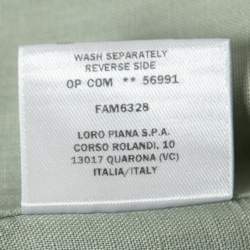 WASH SEPARATELY
REVERSE SIDE
OP COM ** 56991
FAM6328
LORO PIANA S.P.A.
CORSO ROLANDI, 10
13017 QUARONA (VC)
ITALIA/ITALY